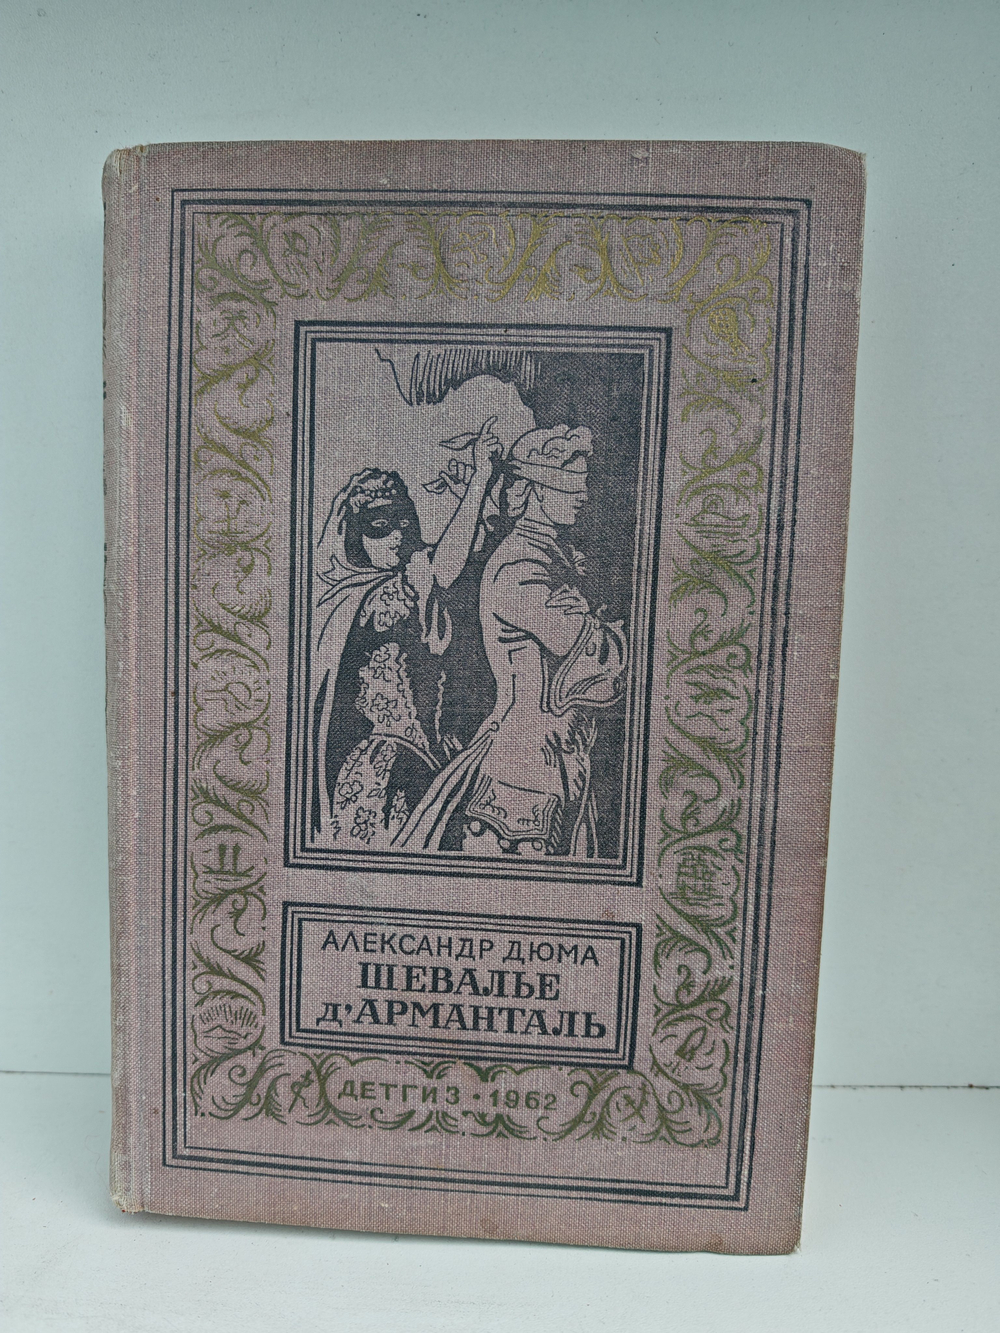 АЛЕКСАНДР ДЮМА
ШЕВАЛЬЕ
д'АРМАНТАЛЬ
ДЕТГИЗ · 1962